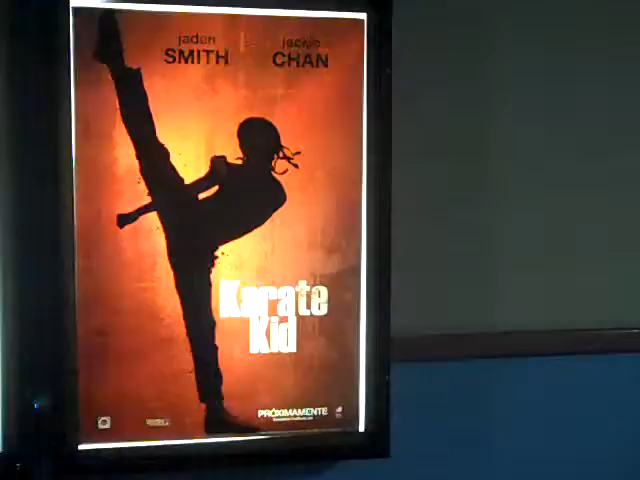 jaden jackie
SMITH CHAN
Karate
Kid
PRÓXIMAMENTE